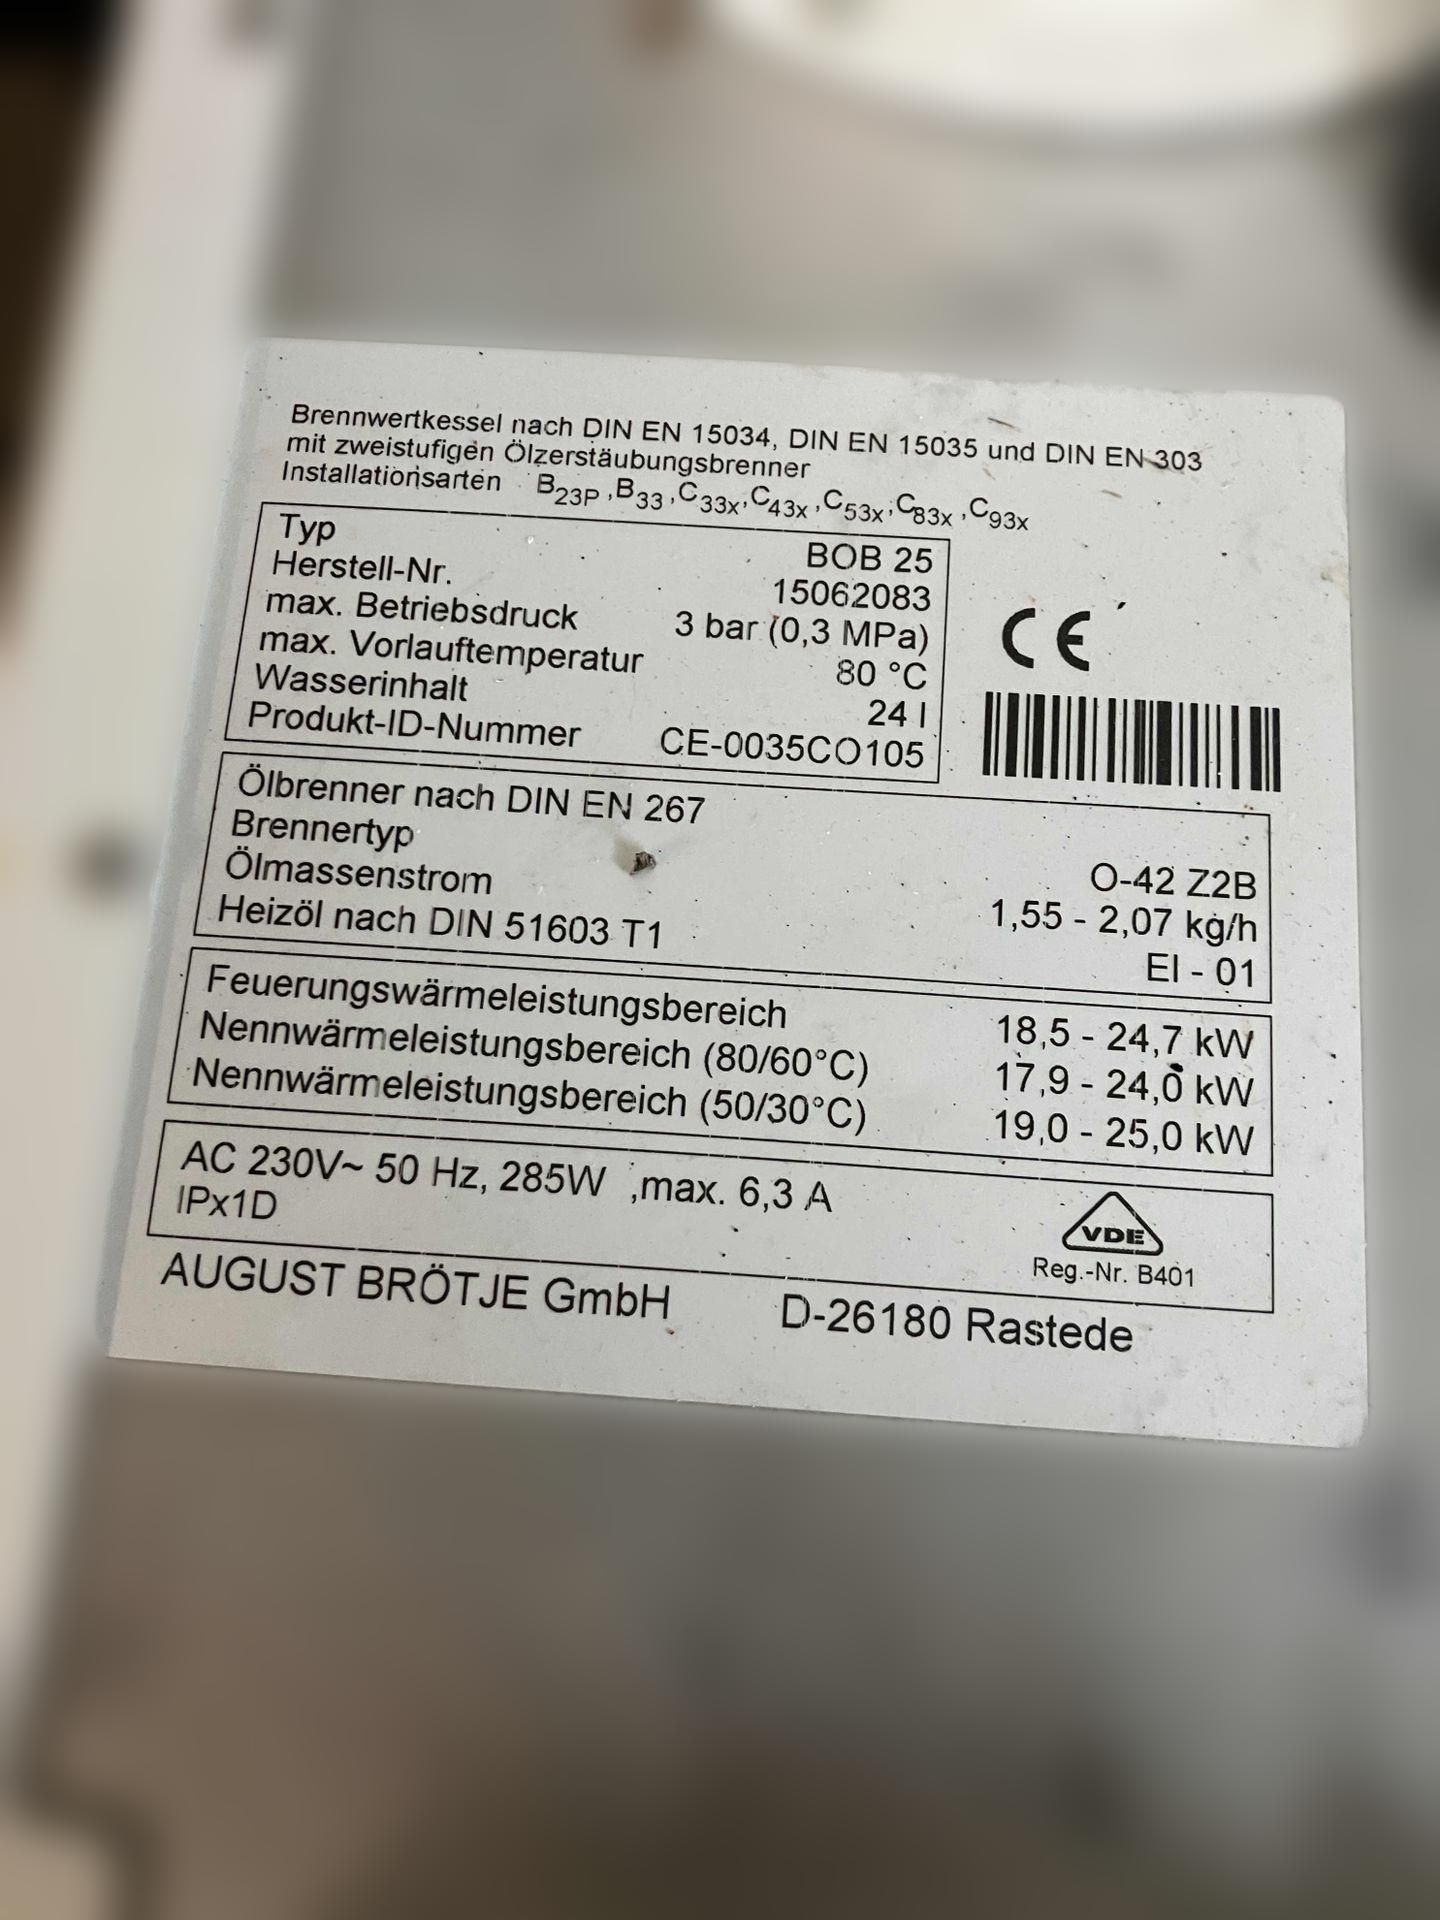 Brennwertkessel nach DIN EN 15034, DIN EN 15035 und DIN EN 303
mit zweistufigen Ölzerstäubungsbrenner
Installationsarten B23P, B33, C33x, C43x, C53x, C83x, C93x
Typ BOB 25
Herstell-Nr. 15062083
max. Betriebsdruck 3 bar (0,3 MPa)
max. Vorlauftemperatur 80 °C
Wasserinhalt 24 l
Produkt-ID-Nummer CE-0035CO105
CE
Ölbrenner nach DIN EN 267
Brennertyp O-42 Z2B
Ölmassenstrom 1,55 - 2,07 kg/h
Heizöl nach DIN 51603 T1 El - 01
Feuerungswärmeleistungsbereich 18,5 - 24,7 kW
Nennwärmeleistungsbereich (80/60°C) 17,9 - 24,0 kW
Nennwärmeleistungsbereich (50/30°C) 19,0 - 25,0 kW
AC 230V~ 50 Hz, 285W ,max. 6,3 A
IPx1D
VDE
Reg.-Nr. B401
AUGUST BRÖTJE GmbH D-26180 Rastede